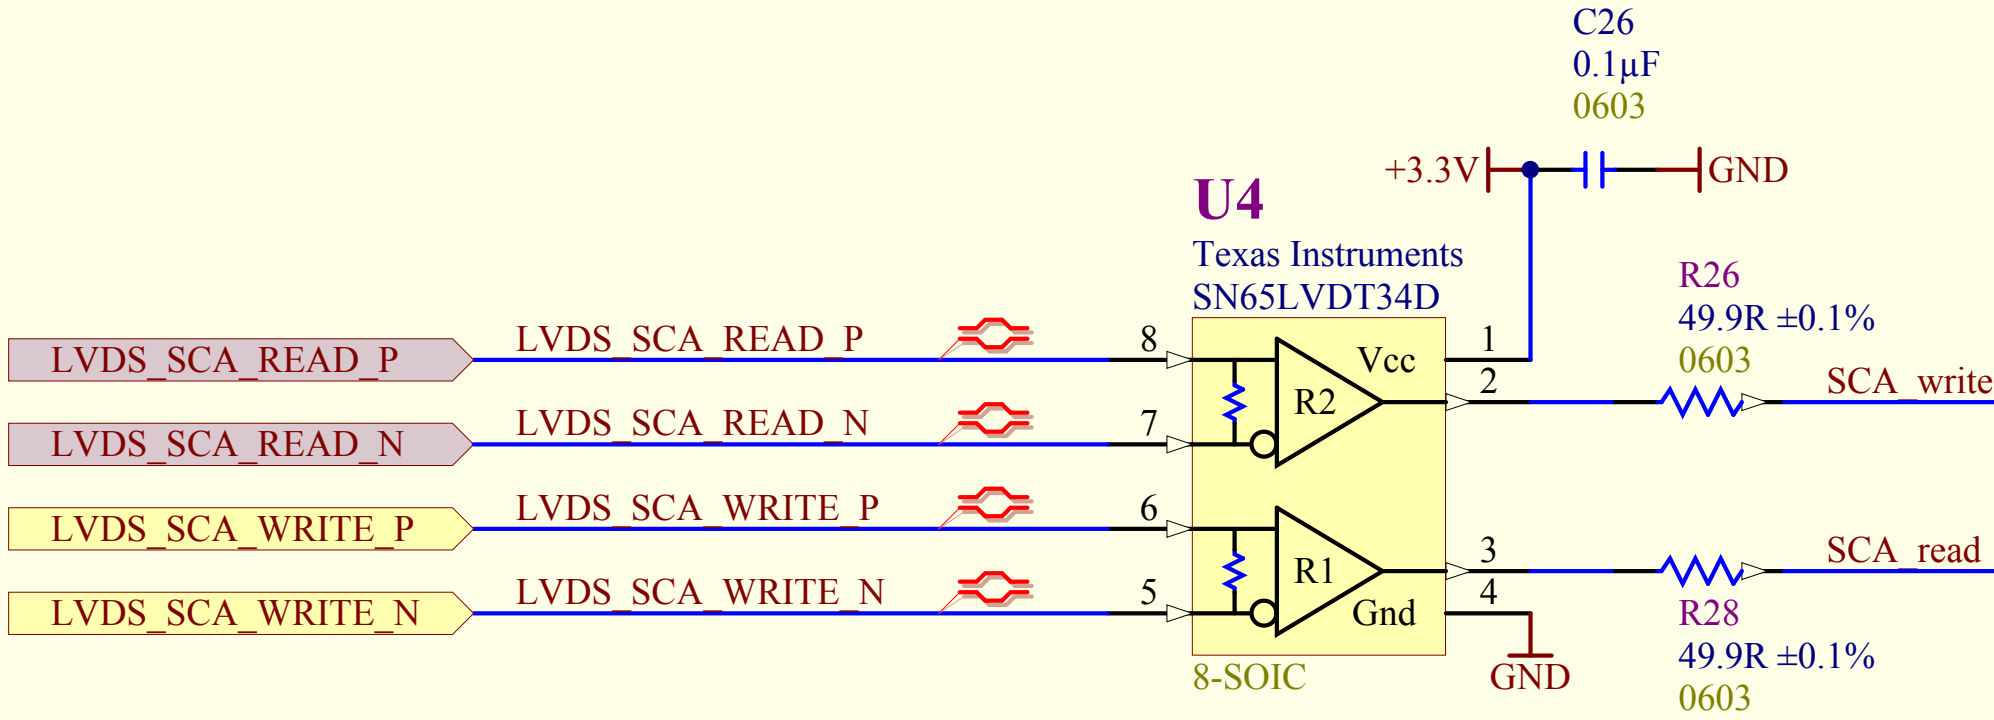 C26
0.1µF
0603
+3.3V
GND
U4
Texas Instruments
SN65LVDT34D
R26
49.9R ±0.1%
0603
LVDS_SCA_READ_P
LVDS_SCA_READ_P
8
Vcc
1
2
R2
SCA_write
LVDS_SCA_READ_N
LVDS_SCA_READ_N
7
LVDS_SCA_WRITE_P
LVDS_SCA_WRITE_P
6
3
R1
SCA_read
LVDS_SCA_WRITE_N
LVDS_SCA_WRITE_N
5
Gnd
4
R28
49.9R ±0.1%
0603
8-SOIC
GND